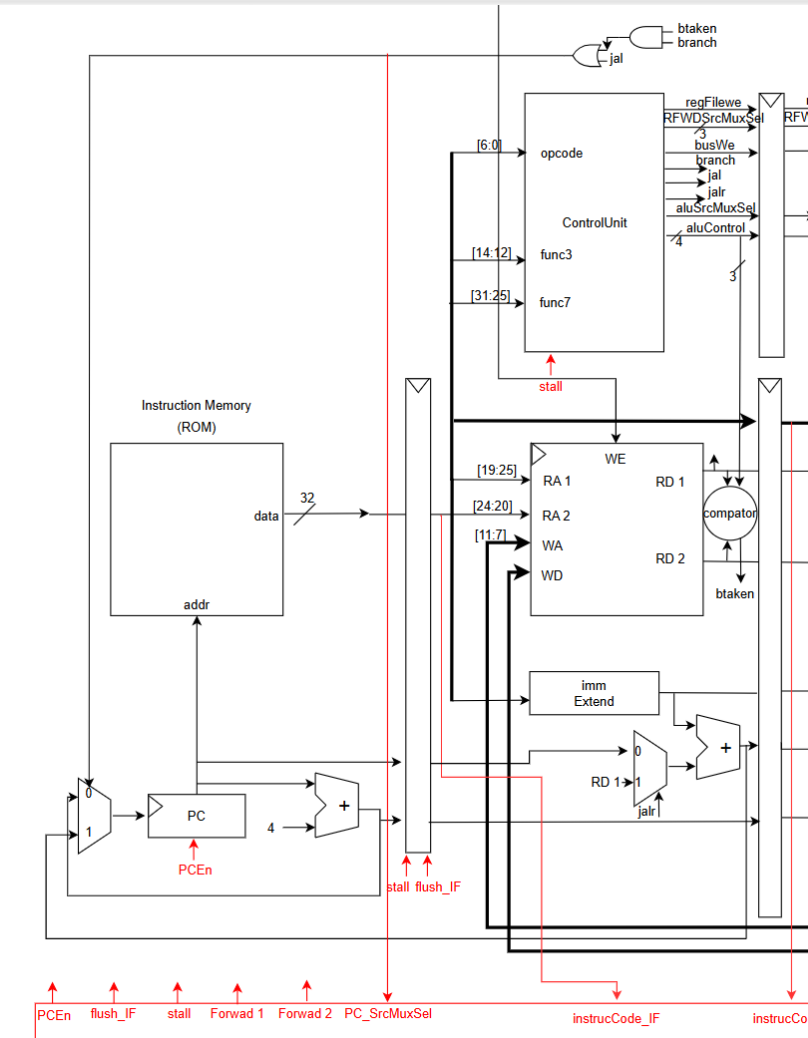 btaken
branch
jal
regFilewe
RFWDSrcMuxSel
3
busWe
branch
jal
jalr
aluSrcMuxSel
aluControl
4
3
[6:0]
opcode
ControlUnit
[14:12]
func3
[31:25]
func7
stall
Instruction Memory
(ROM)
data
32
addr
WE
[19:25]
RA 1
RD 1
[24:20]
RA 2
compator
[11:7]
WA
RD 2
WD
btaken
imm
Extend
0
+
RD 1
1
jalr
0
1
PC
4
+
PCEn
stall flush_IF
PCEn
flush_IF
stall
Forwad 1
Forwad 2
PC_SrcMuxSel
instrucCode_IF